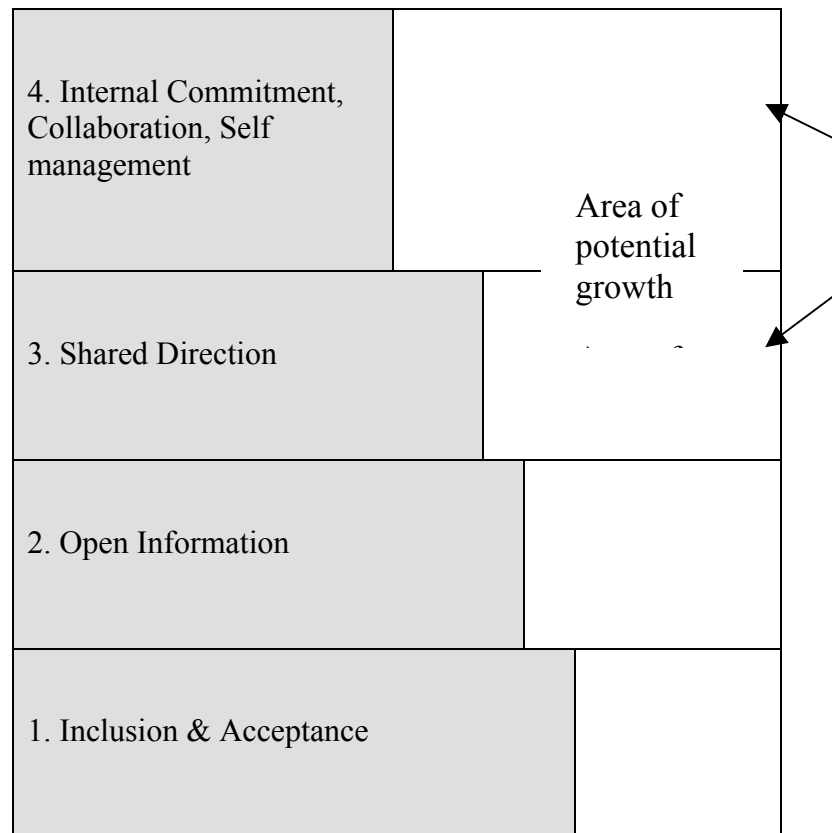 4. Internal Commitment,
Collaboration, Self
management
Area of
potential
growth
3. Shared Direction
2. Open Information
1. Inclusion & Acceptance